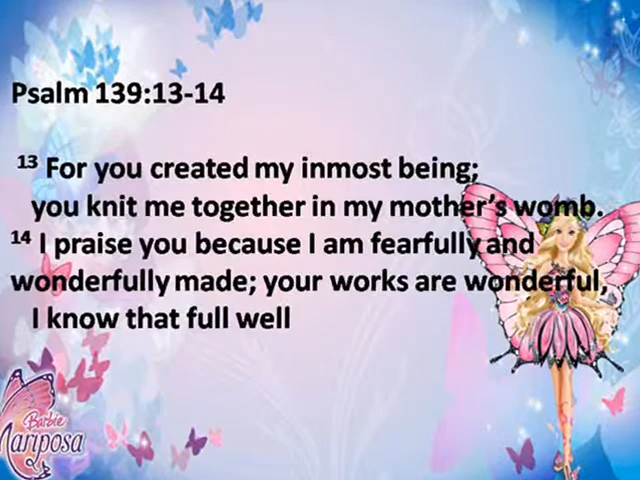 Psalm 139:13-14
13 For you created my inmost being;
you knit me together in my mother's womb.
14 I praise you because I am fearfully and
wonderfully made; your works are wonderful,
I know that full well
Barbie
Mariposa